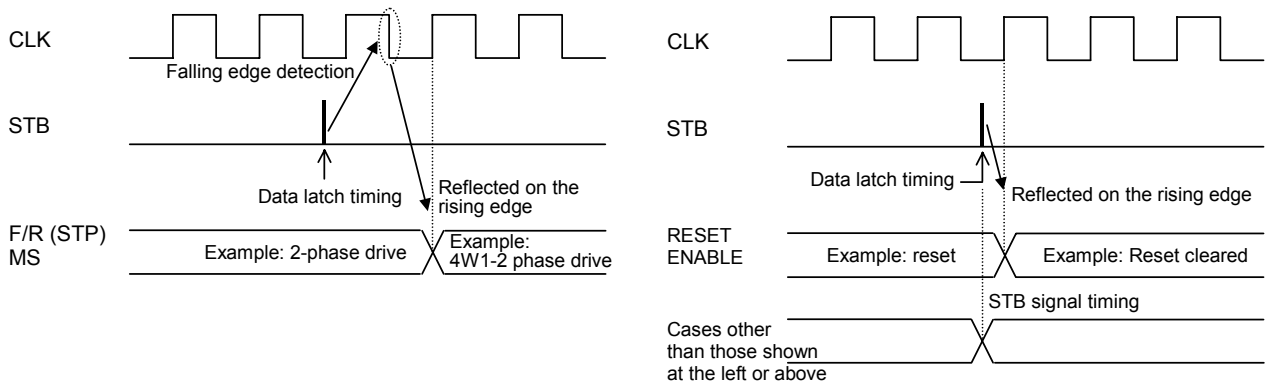 CLK
Falling edge detection
STB
Data latch timing
Reflected on the
rising edge
F/R (STP)
MS
Example: 2-phase drive
Example:
4W1-2 phase drive
CLK
STB
Data latch timing
Reflected on the rising edge
RESET
ENABLE
Example: reset
Example: Reset cleared
STB signal timing
Cases other
than those shown
at the left or above